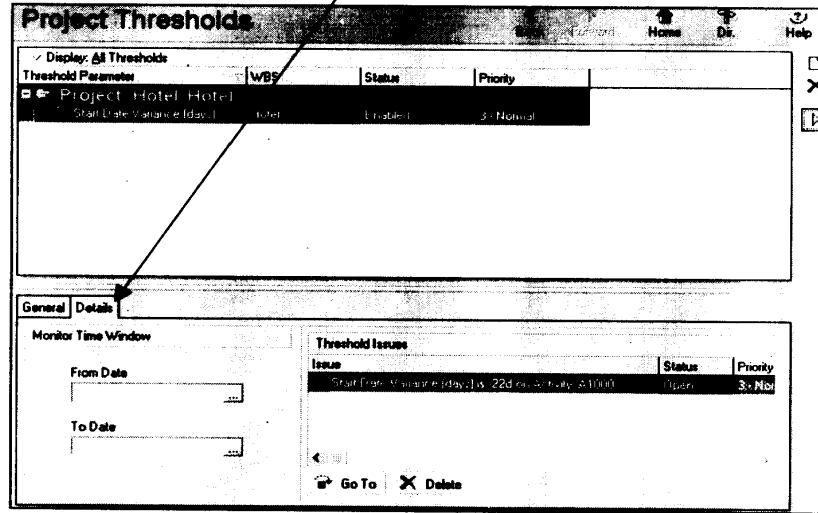 Project Thresholds
Back Forward Home Dir. Help
Display: All Thresholds
Threshold Parameter WBS Status Priority
Project: Hotel Hotel
Start Date Variance (days) Hotel Enabled 3 - Normal
General Details
Monitor Time Window
From Date
...
To Date
...
Threshold Issues
Issue Status Priority
Start Date Variance (days) is -22d on Activity A1000 Open 3 - Nor
Go To Delete